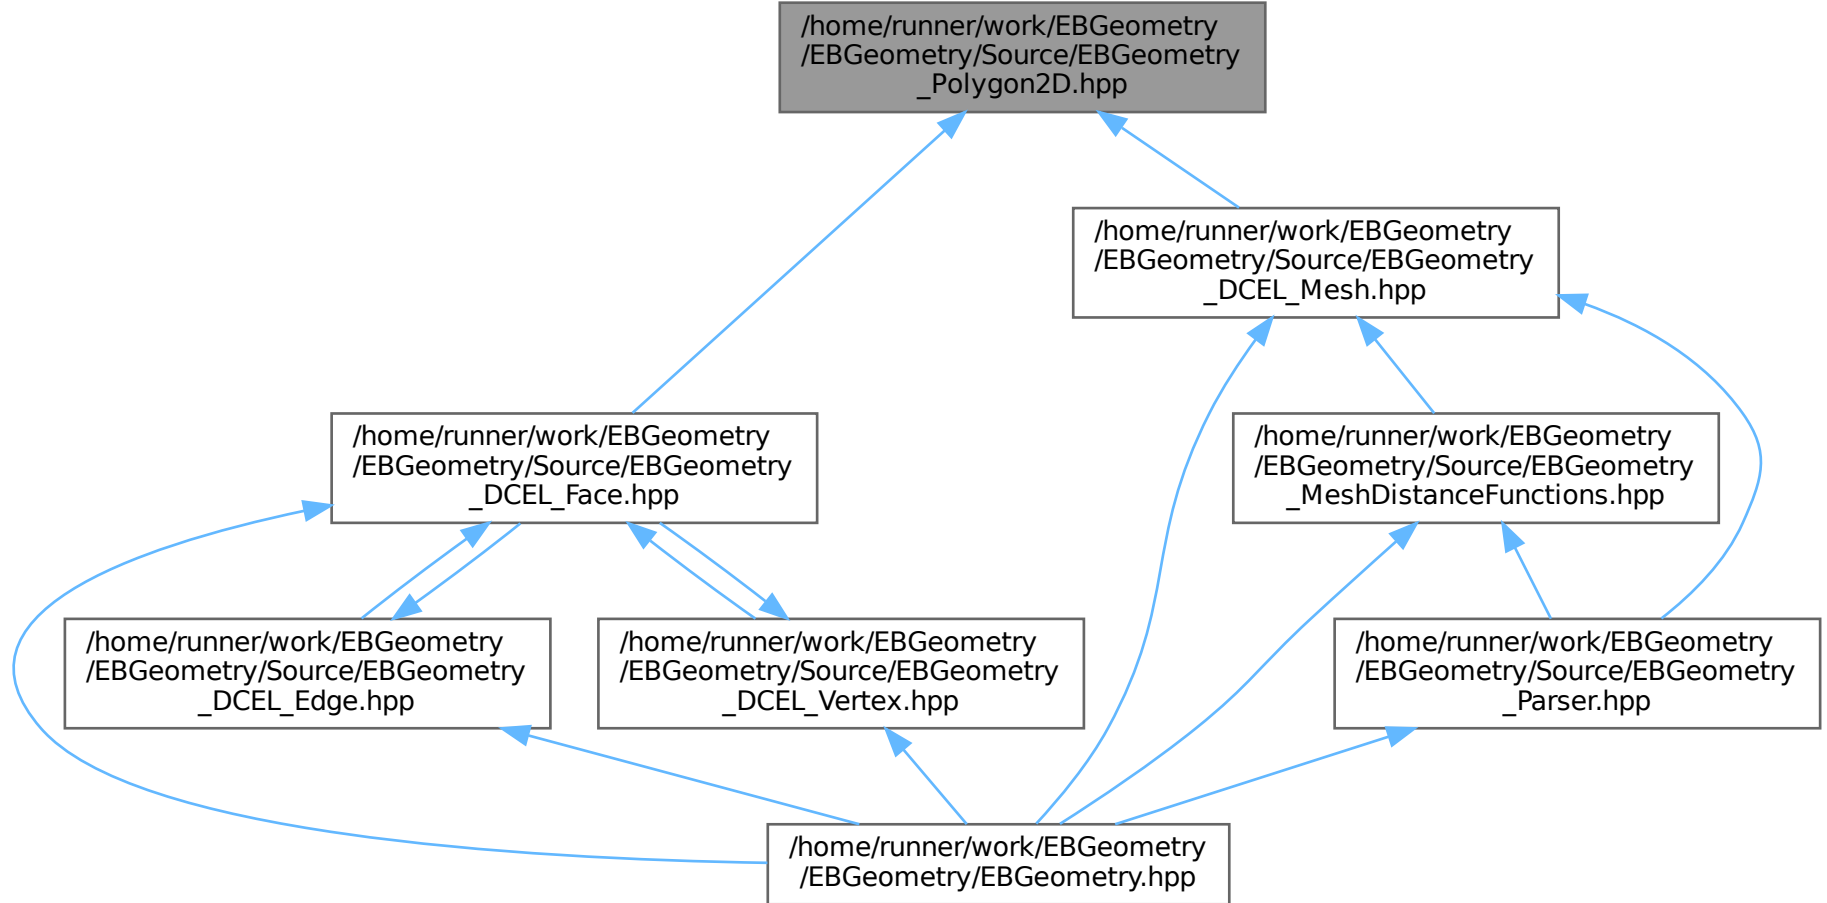 /home/runner/work/EBGeometry
/EBGeometry/Source/EBGeometry
_Polygon2D.hpp
/home/runner/work/EBGeometry
/EBGeometry/Source/EBGeometry
_DCEL_Mesh.hpp
/home/runner/work/EBGeometry
/EBGeometry/Source/EBGeometry
_DCEL_Face.hpp
/home/runner/work/EBGeometry
/EBGeometry/Source/EBGeometry
_MeshDistanceFunctions.hpp
/home/runner/work/EBGeometry
/EBGeometry/Source/EBGeometry
_DCEL_Edge.hpp
/home/runner/work/EBGeometry
/EBGeometry/Source/EBGeometry
_DCEL_Vertex.hpp
/home/runner/work/EBGeometry
/EBGeometry/Source/EBGeometry
_Parser.hpp
/home/runner/work/EBGeometry
/EBGeometry/EBGeometry.hpp